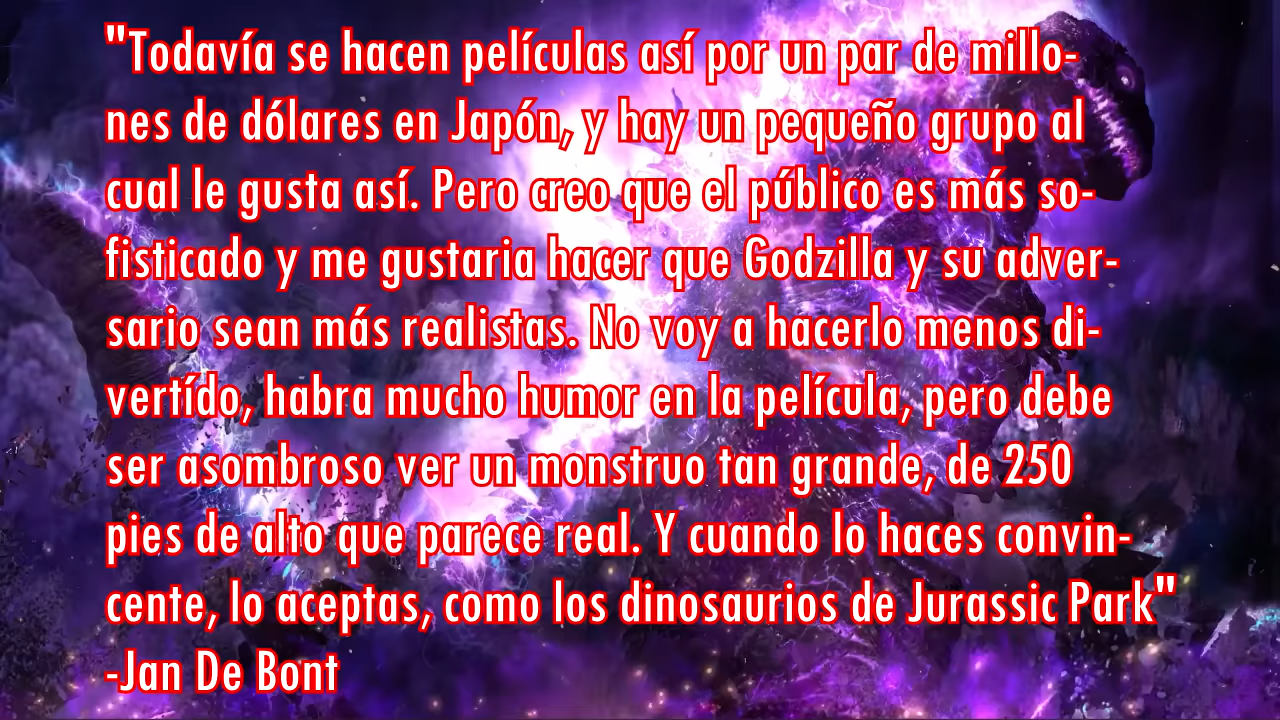 "Todavía se hacen películas así por un par de millo-
nes de dólares en Japón, y hay un pequeño grupo al
cual le gusta así. Pero creo que el público es más so-
fisticado y me gustaria hacer que Godzilla y su adver-
sario sean más realistas. No voy a hacerlo menos di-
vertído, habra mucho humor en la película, pero debe
ser asombroso ver un monstruo tan grande, de 250
pies de alto que parece real. Y cuando lo haces convin-
cente, lo aceptas, como los dinosaurios de Jurassic Park"
-Jan De Bont